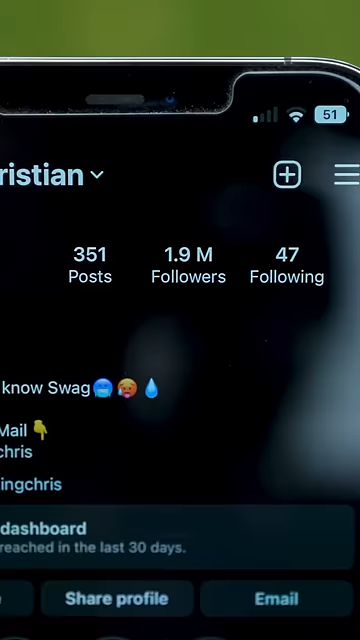 51
ristian
351
1.9 M
47
Posts
Followers
Following
know Swag🥶🥵💧
Mail👇
chris
ingchris
dashboard
reached in the last 30 days.
Share profile
Email